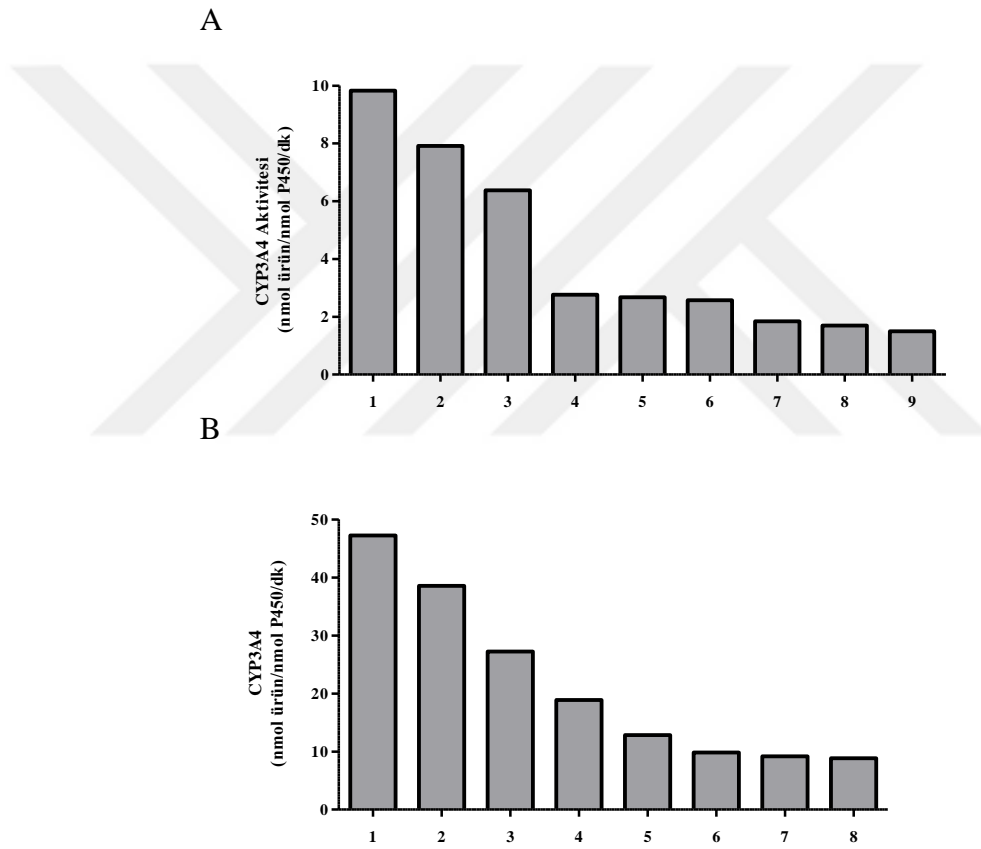 A
10
8
6
4
2
0
CYP3A4 Aktivitesi
(nmol ürün/nmol P450/dk)
1 2 3 4 5 6 7 8 9
B
50
40
30
20
10
0
CYP3A4
(nmol ürün/nmol P450/dk)
1 2 3 4 5 6 7 8